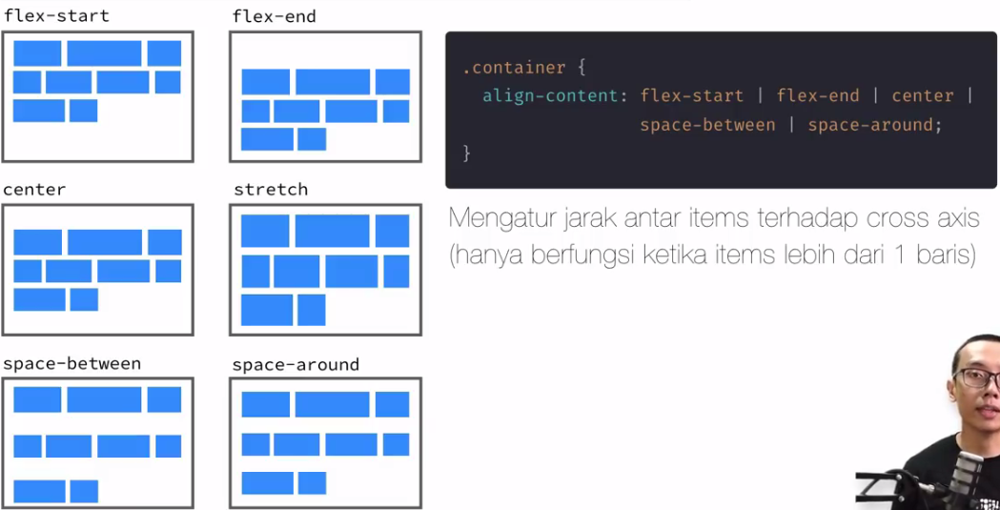 flex-start
flex-end
center
stretch
space-between
space-around
.container {
align-content: flex-start | flex-end | center |
space-between | space-around;
}
Mengatur jarak antar items terhadap cross axis
(hanya berfungsi ketika items lebih dari 1 baris)